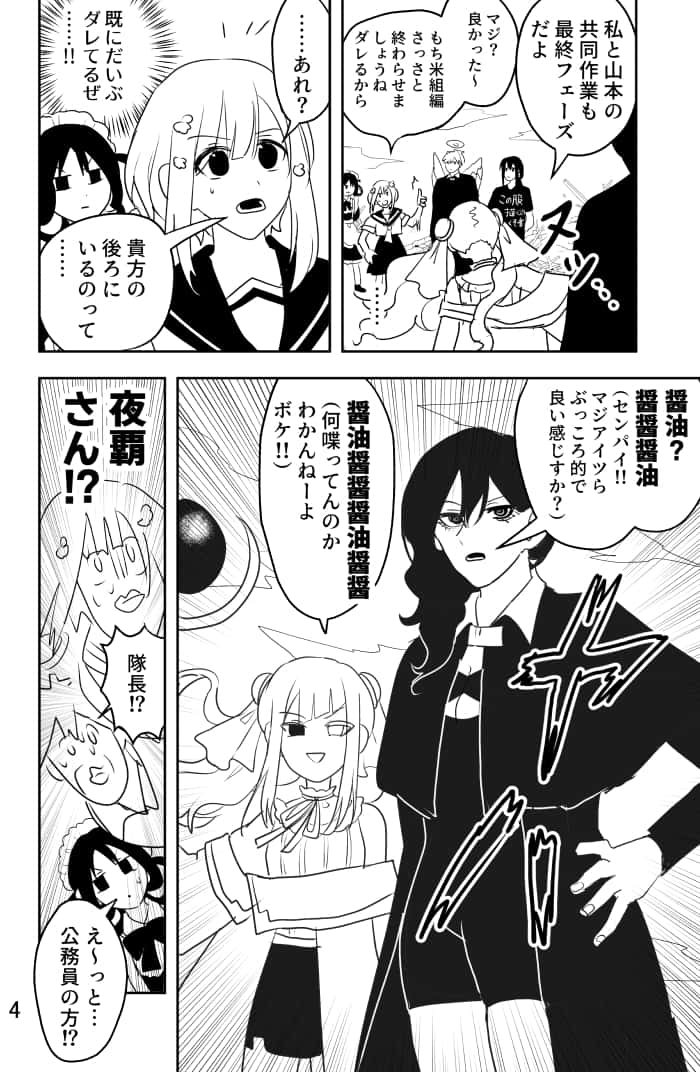 私と山本の
共同作業も
最終フェーズ
だよ
マジ？
良かった～
もち米組編
さっさと
終わらせま
しょうね
ダレるから
この服
ヌッ…
………
……あれ？
既にだいぶ
ダレてるぜ
……!!
貴方の
後ろに
いるのって
……
醤油？
醤醤醤油
（センパイ!!
マジアイツら
ぶっころ的で
良い感じすか？）
醤油醤醤醤油醤醤
（何喋ってんのか
わかんねーよ
ボケ!!）
ザッ
夜覇
さん!?
隊長!?
え～っと…
公務員の方!?
4